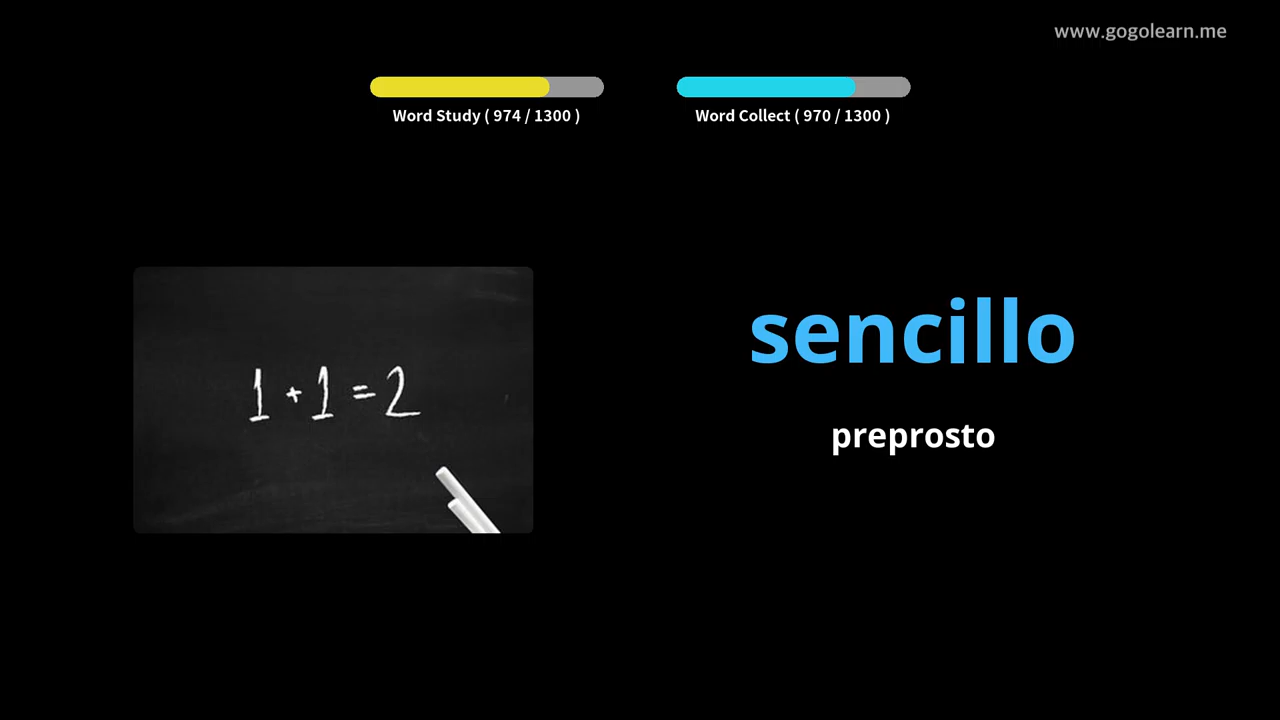 www.gogolearn.me
Word Study ( 974 / 1300 )
Word Collect ( 970 / 1300 )
1 + 1 = 2
sencillo
preprosto